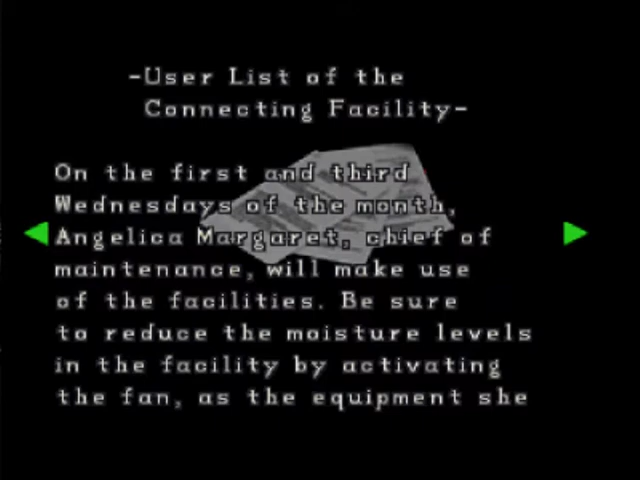 -User List of the
Connecting Facility-
On the first and third
Wednesdays of the month,
Angelica Margaret, chief of
maintenance, will make use
of the facilities. Be sure
to reduce the moisture levels
in the facility by activating
the fan, as the equipment she